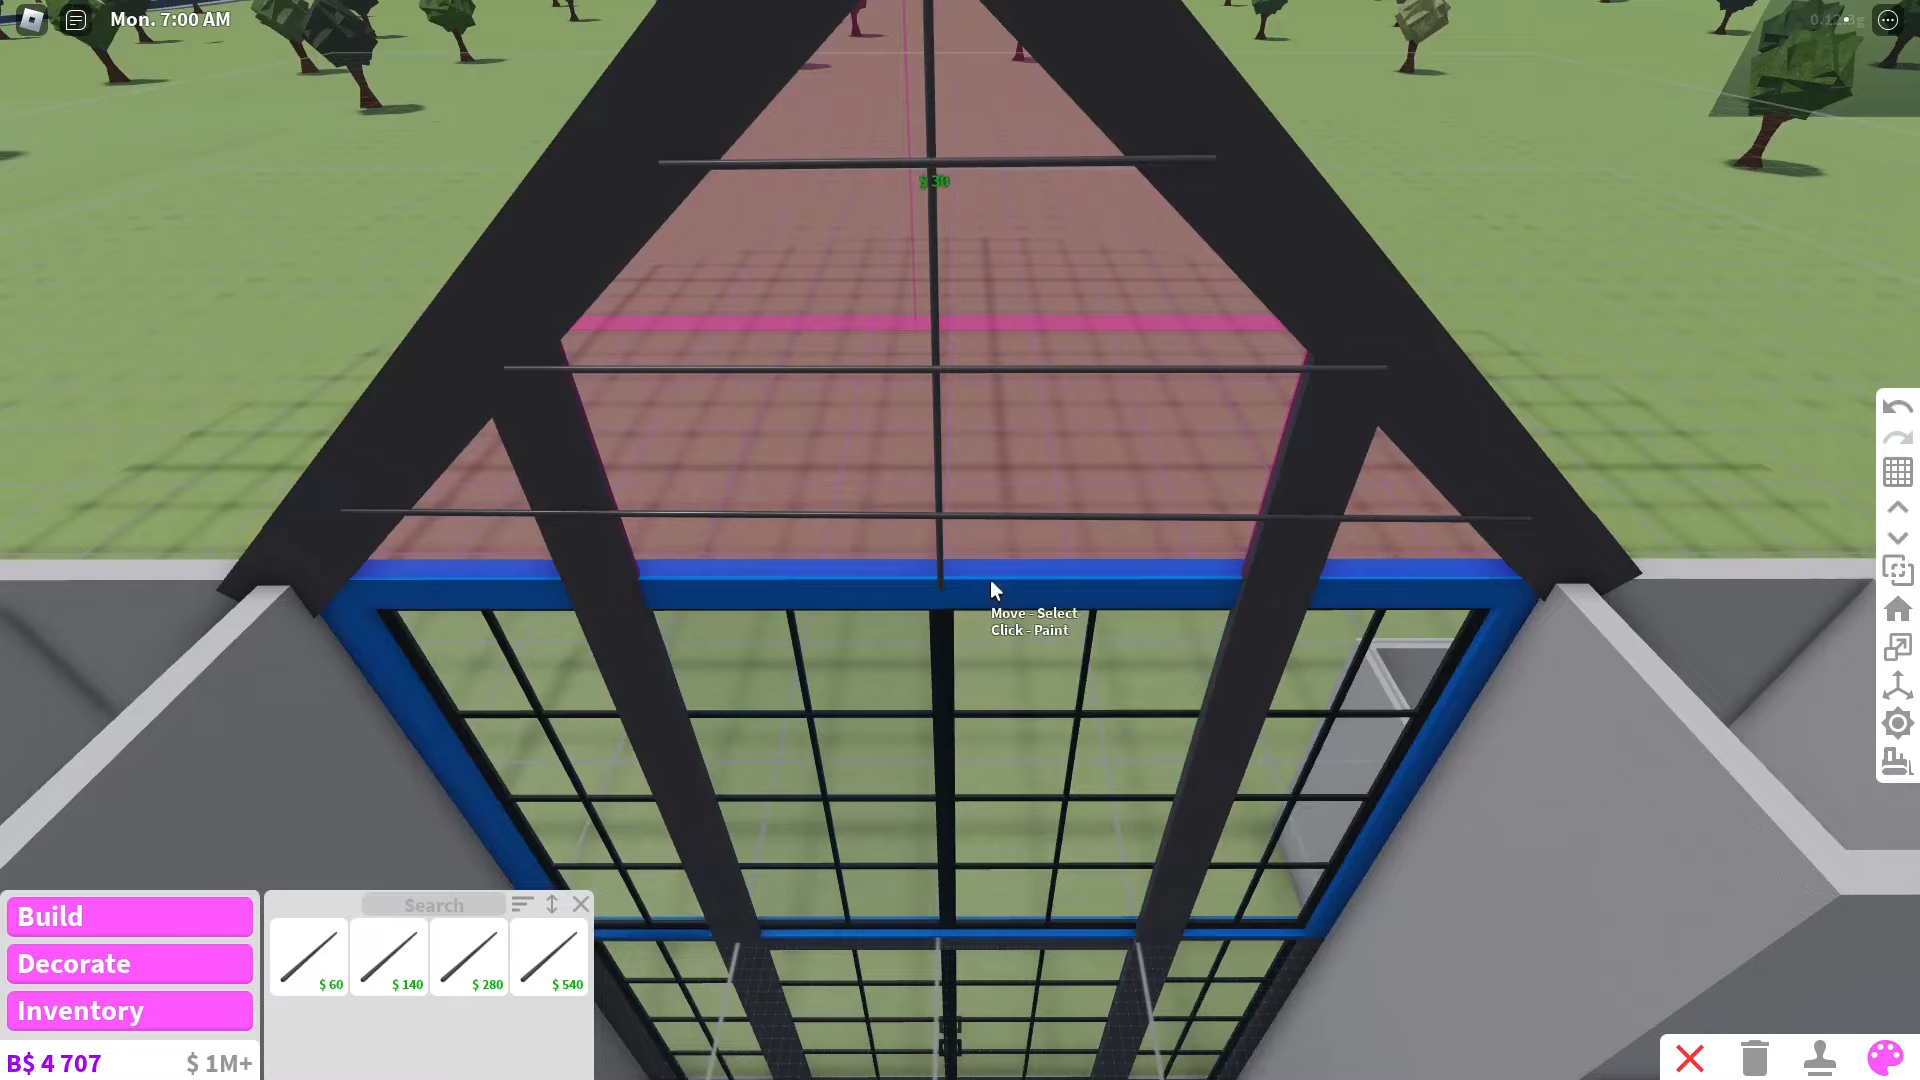 Mon. 7:00 AM
$ 30
Move - Select
Click - Paint
Build
Decorate
Inventory
B$ 4 707
$ 1M+
Search
$ 60
$ 140
$ 280
$ 540